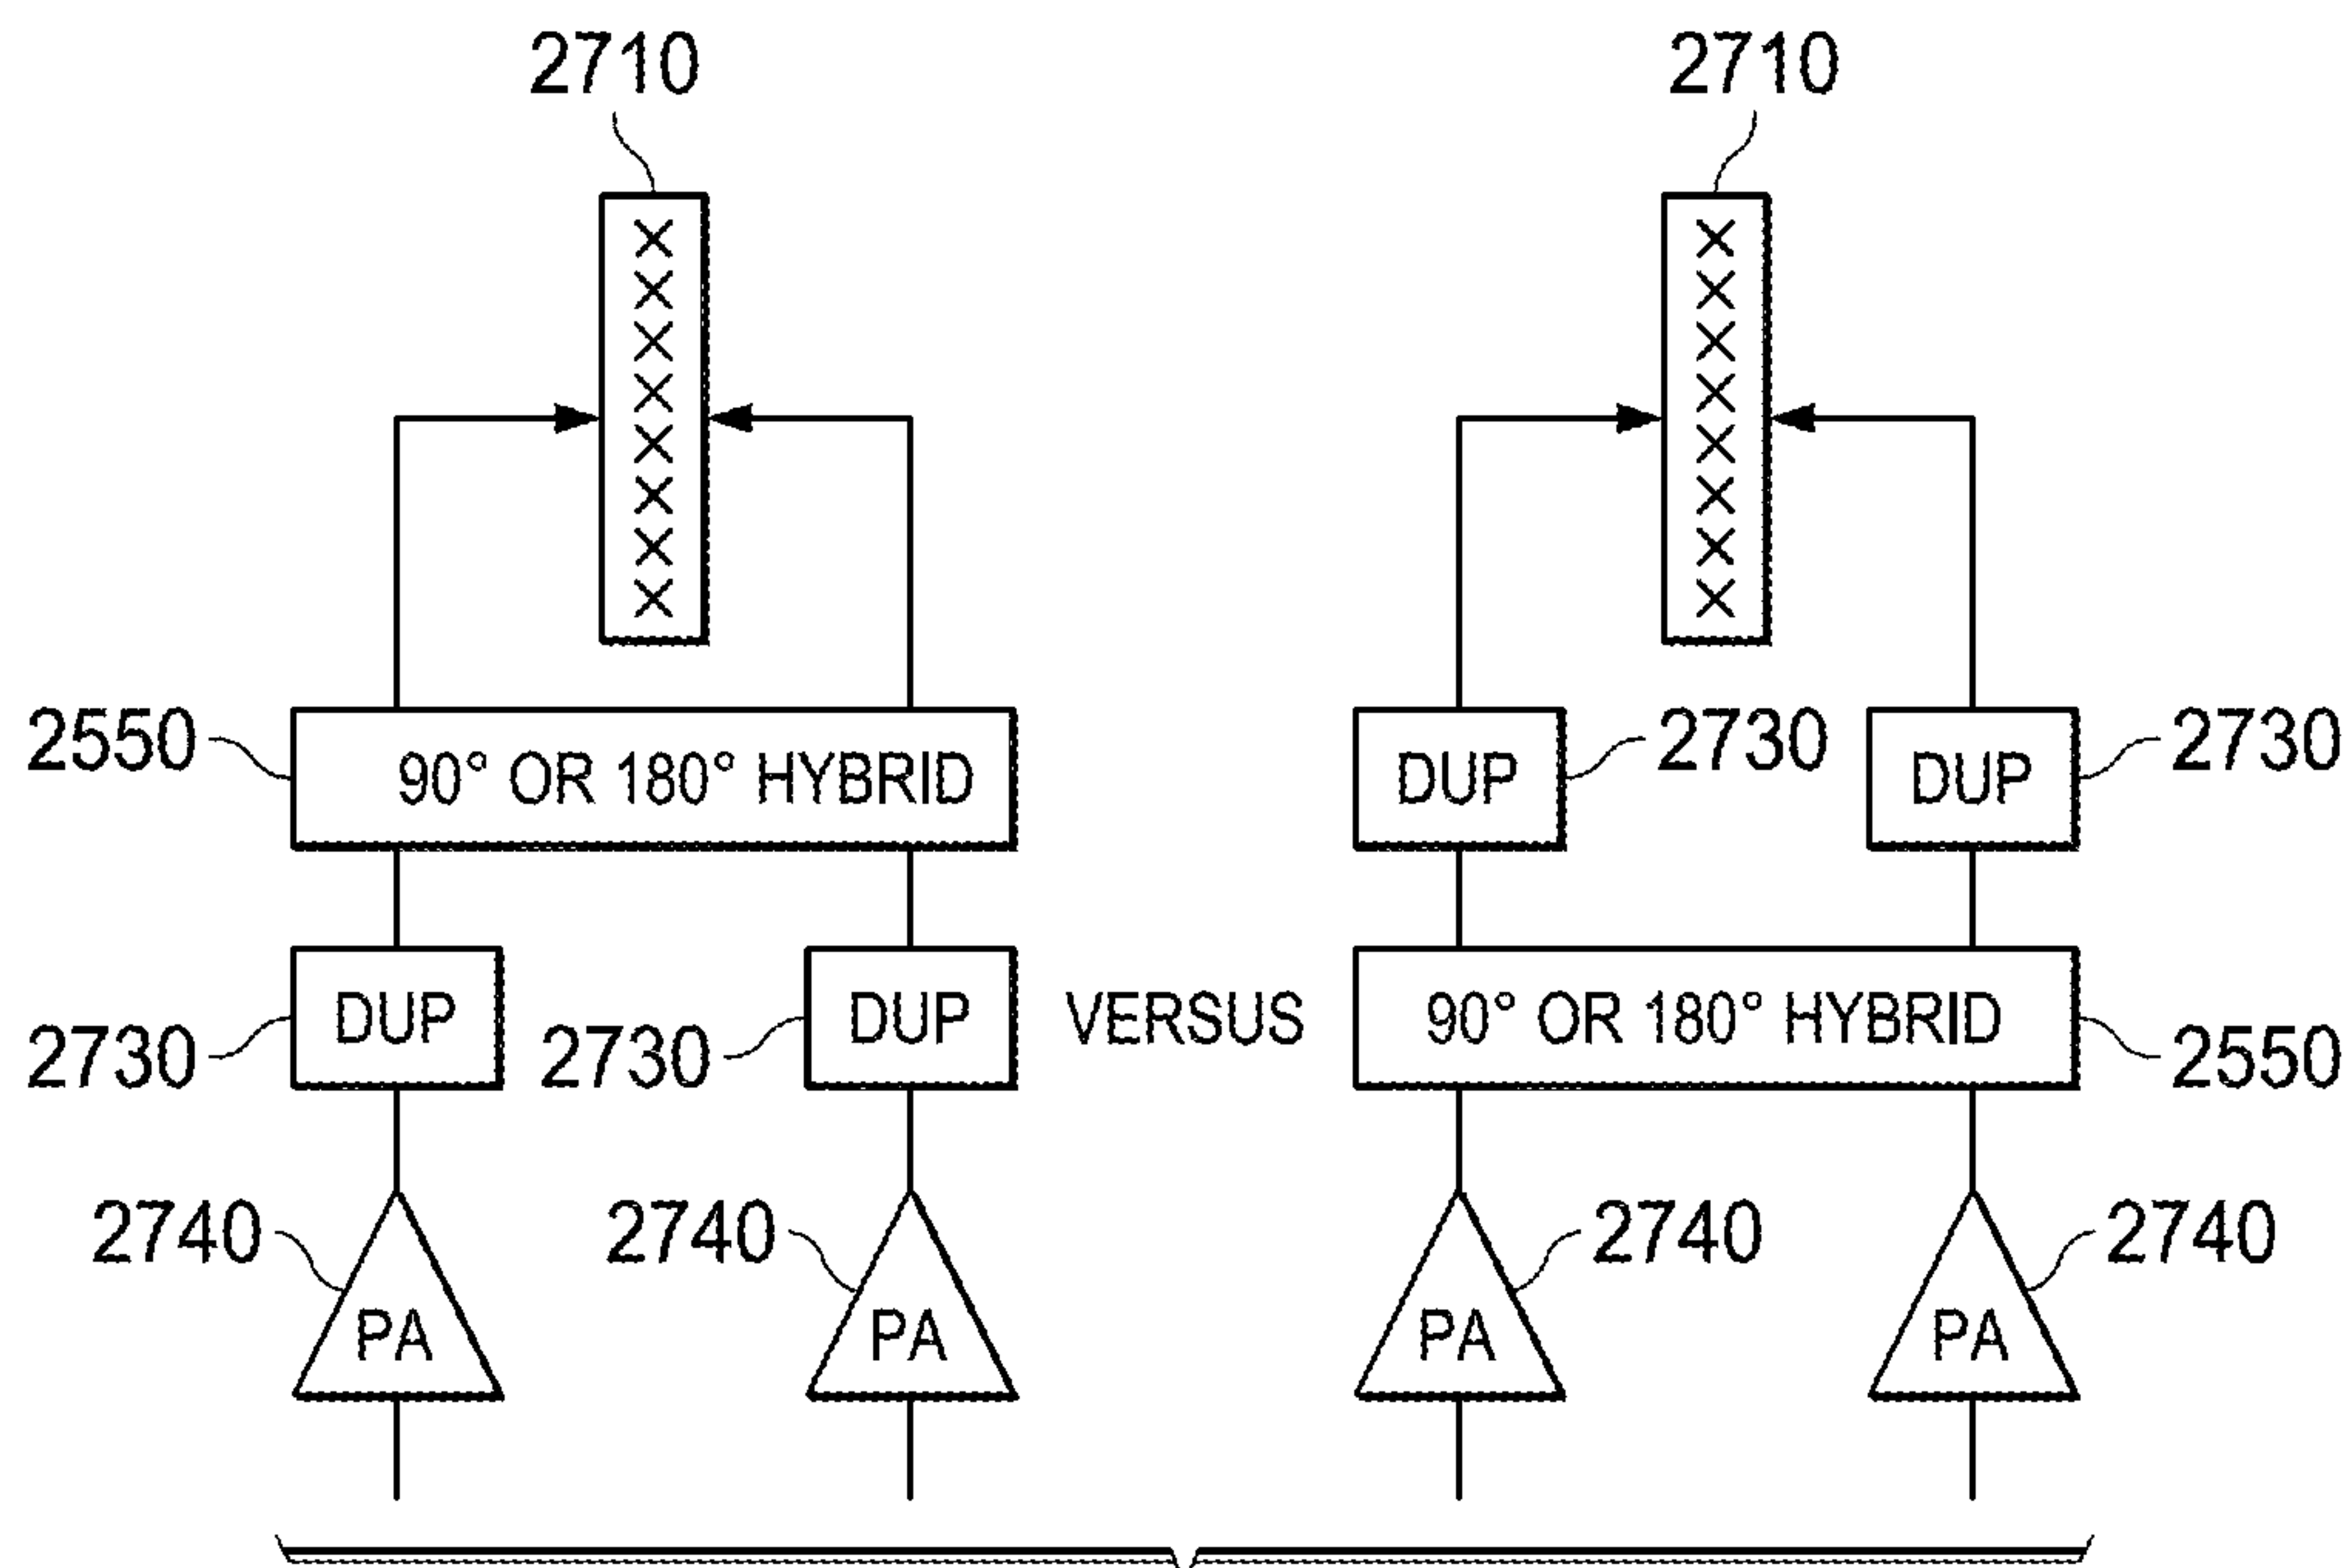 2710 2710
X X
X X
X X
X X
X X
X X
X X
X X
2550 90° OR 180° HYBRID DUP 2730 DUP 2730
2730 DUP 2730 DUP VERSUS 90° OR 180° HYBRID 2550
2740 2740 2740 2740
PA PA PA PA